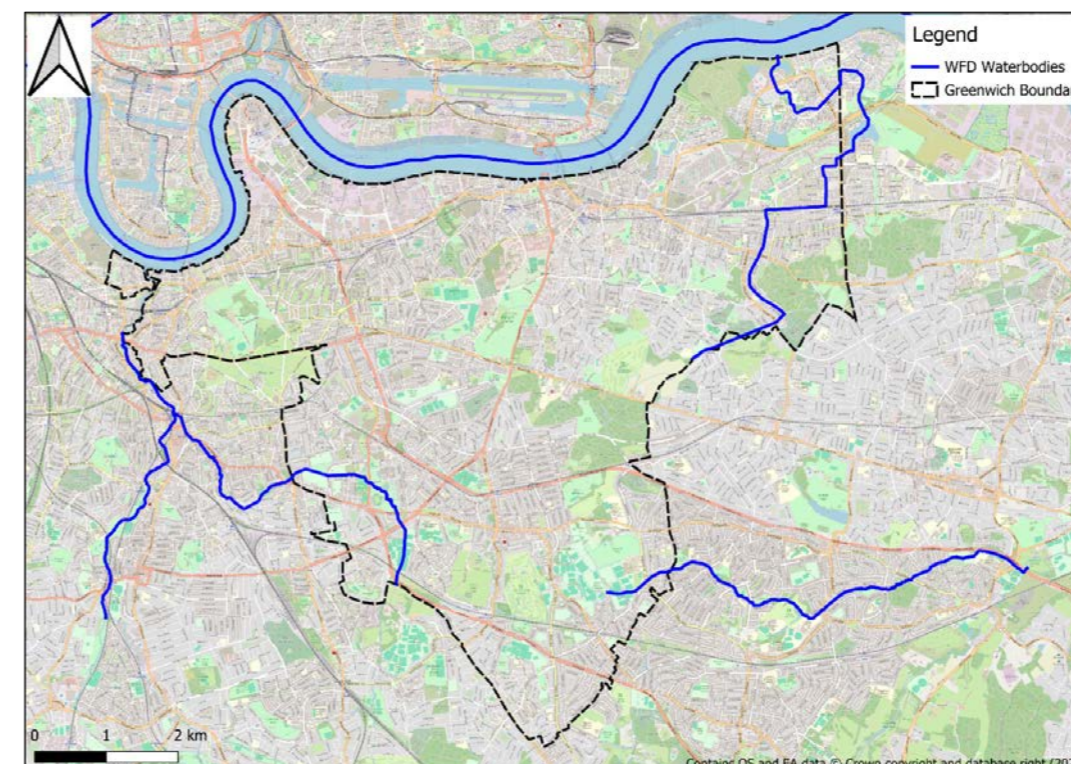 Legend
WFD Waterbodies
Greenwich Bounda
0 1 2 km
Contains OS and EA data © Crown copyright and database right (20